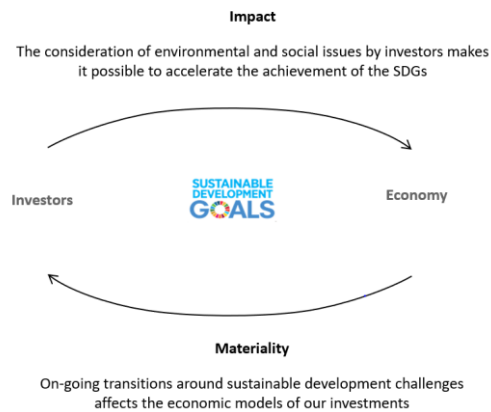 Impact
The consideration of environmental and social issues by investors makes
it possible to accelerate the achievement of the SDGs
Investors
SUSTAINABLE
DEVELOPMENT
GOALS
Economy
Materiality
On-going transitions around sustainable development challenges
affects the economic models of our investments